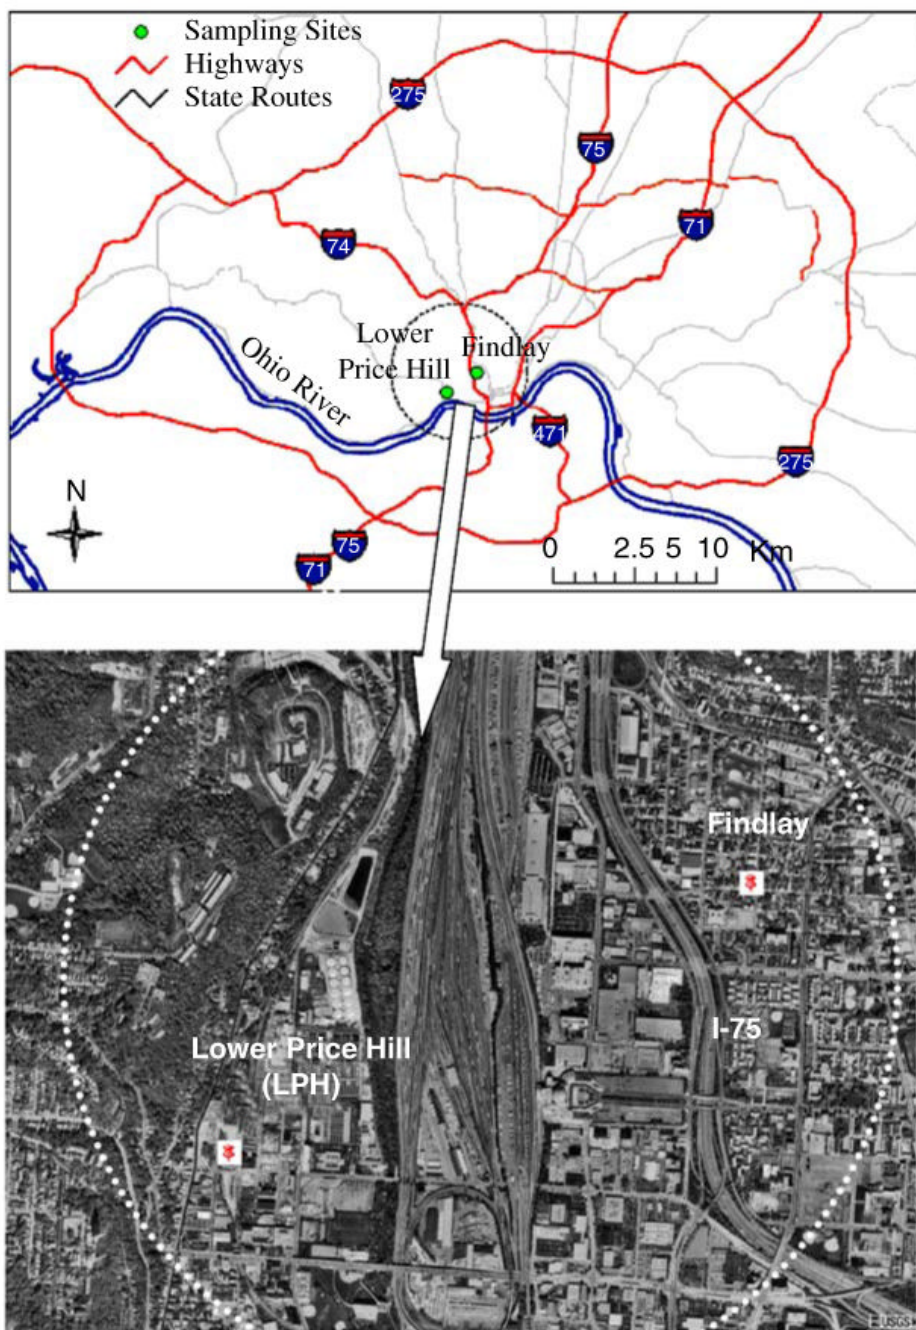 Sampling Sites
Highways
State Routes
275
75
71
74
Lower
Price Hill
Findlay
Ohio River
471
275
N
75
71
0 2.5 5 10 Km
Findlay
I-75
Lower Price Hill
(LPH)
USGS